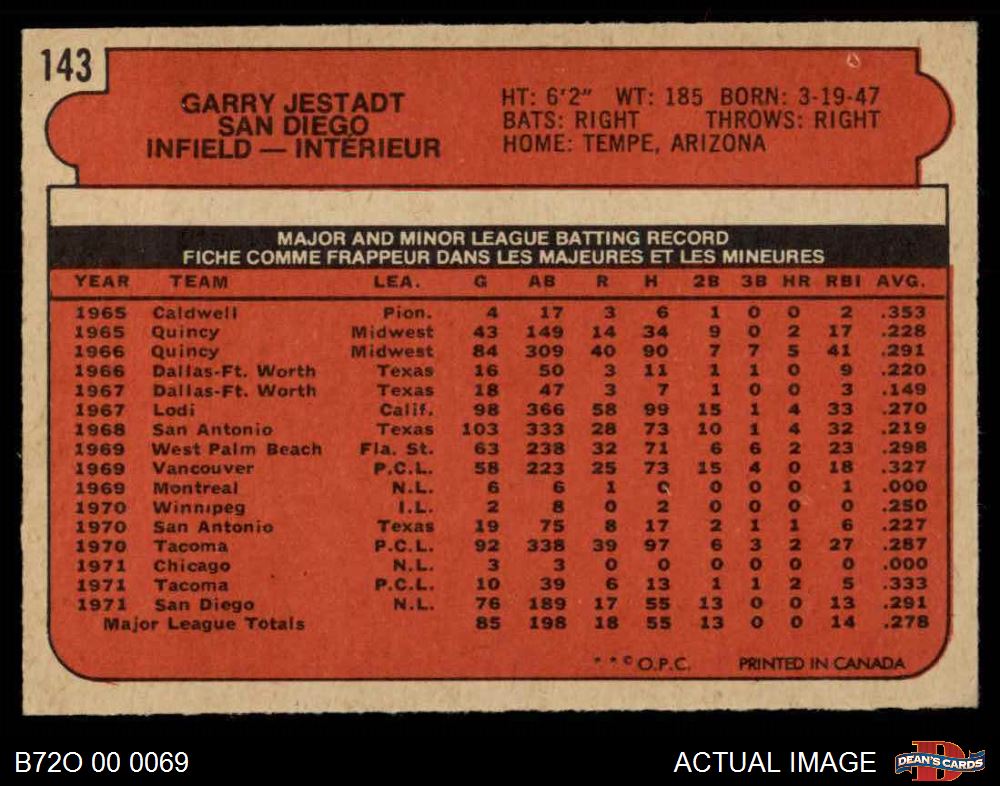 143
GARRY JESTADT
SAN DIEGO
INFIELD — INTÉRIEUR
HT: 6'2" WT: 185 BORN: 3-19-47
BATS: RIGHT THROWS: RIGHT
HOME: TEMPE, ARIZONA
MAJOR AND MINOR LEAGUE BATTING RECORD
FICHE COMME FRAPPEUR DANS LES MAJEURES ET LES MINEURES
YEAR TEAM LEA. G AB R H 2B 3B HR RBI AVG.
1965 Caldwell Pion. 4 17 3 6 1 0 0 2 .353
1965 Quincy Midwest 43 149 14 34 9 0 2 17 .228
1966 Quincy Midwest 84 309 40 90 7 7 5 41 .291
1966 Dallas-Ft. Worth Texas 16 50 3 11 1 1 0 9 .220
1967 Dallas-Ft. Worth Texas 18 47 3 7 1 0 0 3 .149
1967 Lodi Calif. 98 366 58 99 15 1 4 33 .270
1968 San Antonio Texas 103 333 28 73 10 1 4 32 .219
1969 West Palm Beach Fla. St. 63 238 32 71 6 6 2 23 .298
1969 Vancouver P.C.L. 58 223 25 73 15 4 0 18 .327
1969 Montreal N.L. 6 6 1 0 0 0 0 1 .000
1970 Winnipeg I.L. 2 8 0 2 0 0 0 0 .250
1970 San Antonio Texas 19 75 8 17 2 1 1 6 .227
1970 Tacoma P.C.L. 92 338 39 97 6 3 2 27 .287
1971 Chicago N.L. 3 3 0 0 0 0 0 0 .000
1971 Tacoma P.C.L. 10 39 6 13 1 1 2 5 .333
1971 San Diego N.L. 76 189 17 55 13 0 0 13 .291
Major League Totals 85 198 18 55 13 0 0 14 .278
* * © O.P.C. PRINTED IN CANADA
B72O 00 0069
ACTUAL IMAGE
D
DEAN'S CARDS